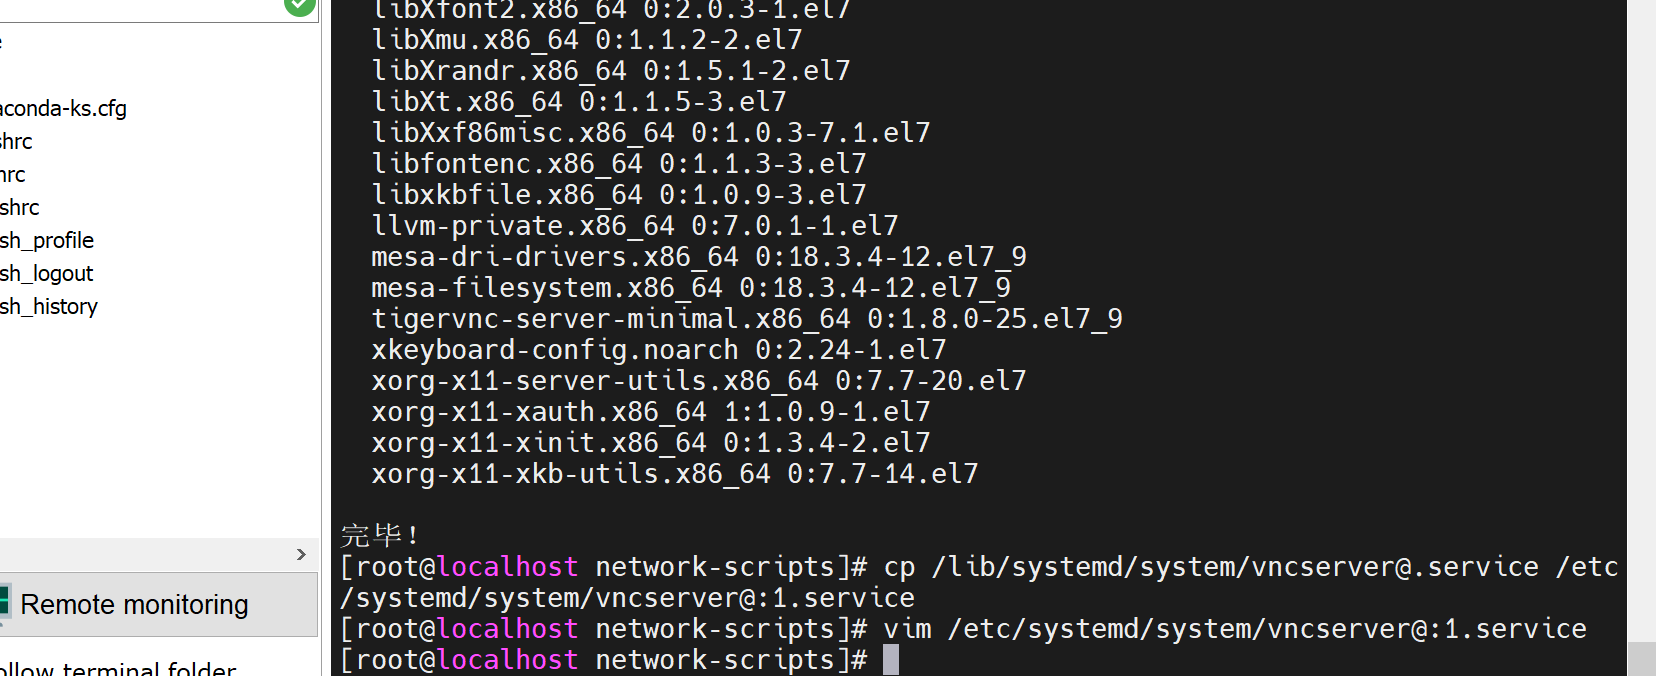 aconda-ks.cfg
shrc
hrc
shrc
sh_profile
sh_logout
sh_history
Remote monitoring
ollow terminal folder
libXfont2.x86_64 0:2.0.3-1.el7
libXmu.x86_64 0:1.1.2-2.el7
libXrandr.x86_64 0:1.5.1-2.el7
libXt.x86_64 0:1.1.5-3.el7
libXxf86misc.x86_64 0:1.0.3-7.1.el7
libfontenc.x86_64 0:1.1.3-3.el7
libxkbfile.x86_64 0:1.0.9-3.el7
llvm-private.x86_64 0:7.0.1-1.el7
mesa-dri-drivers.x86_64 0:18.3.4-12.el7_9
mesa-filesystem.x86_64 0:18.3.4-12.el7_9
tigervnc-server-minimal.x86_64 0:1.8.0-25.el7_9
xkeyboard-config.noarch 0:2.24-1.el7
xorg-x11-server-utils.x86_64 0:7.7-20.el7
xorg-x11-xauth.x86_64 1:1.0.9-1.el7
xorg-x11-xinit.x86_64 0:1.3.4-2.el7
xorg-x11-xkb-utils.x86_64 0:7.7-14.el7
完毕！
[root@localhost network-scripts]# cp /lib/systemd/system/vncserver@.service /etc
/systemd/system/vncserver@:1.service
[root@localhost network-scripts]# vim /etc/systemd/system/vncserver@:1.service
[root@localhost network-scripts]#